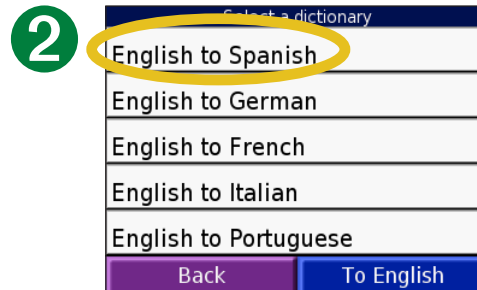 2
Select a dictionary
English to Spanish
English to German
English to French
English to Italian
English to Portuguese
Back To English